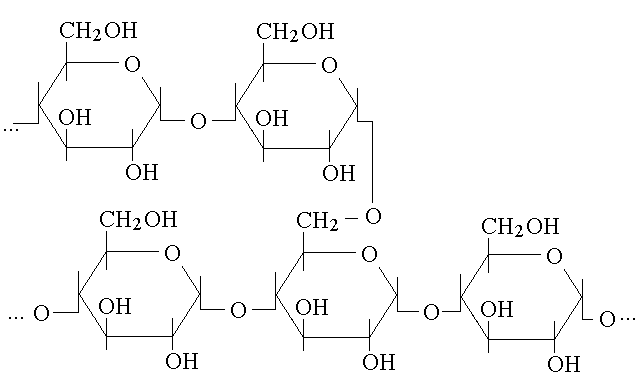 CH2OH CH2OH
O O
OH OH
... O
OH OH
CH2OH CH2 – O CH2OH
O O O
OH OH OH
... O O O O ...
OH OH OH